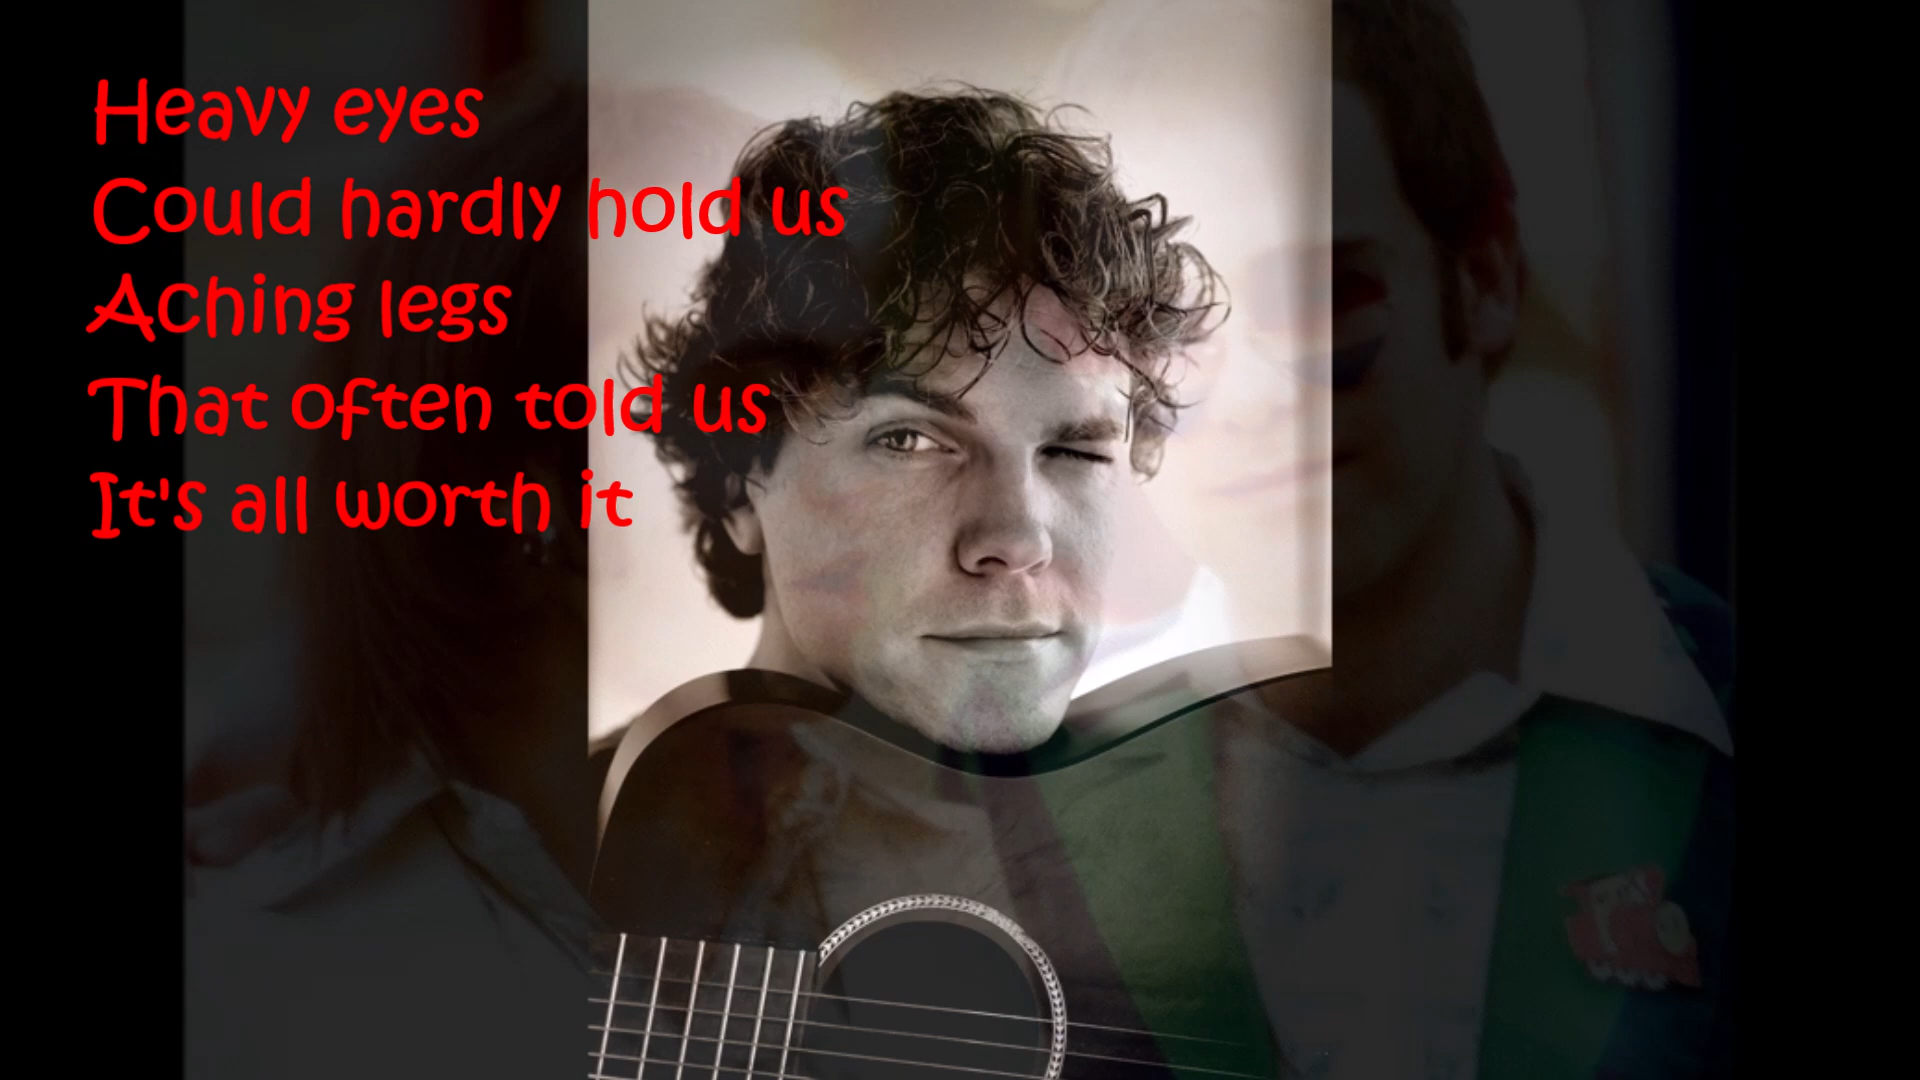 Heavy eyes
Could hardly hold us
Aching legs
That often told us
It's all worth it